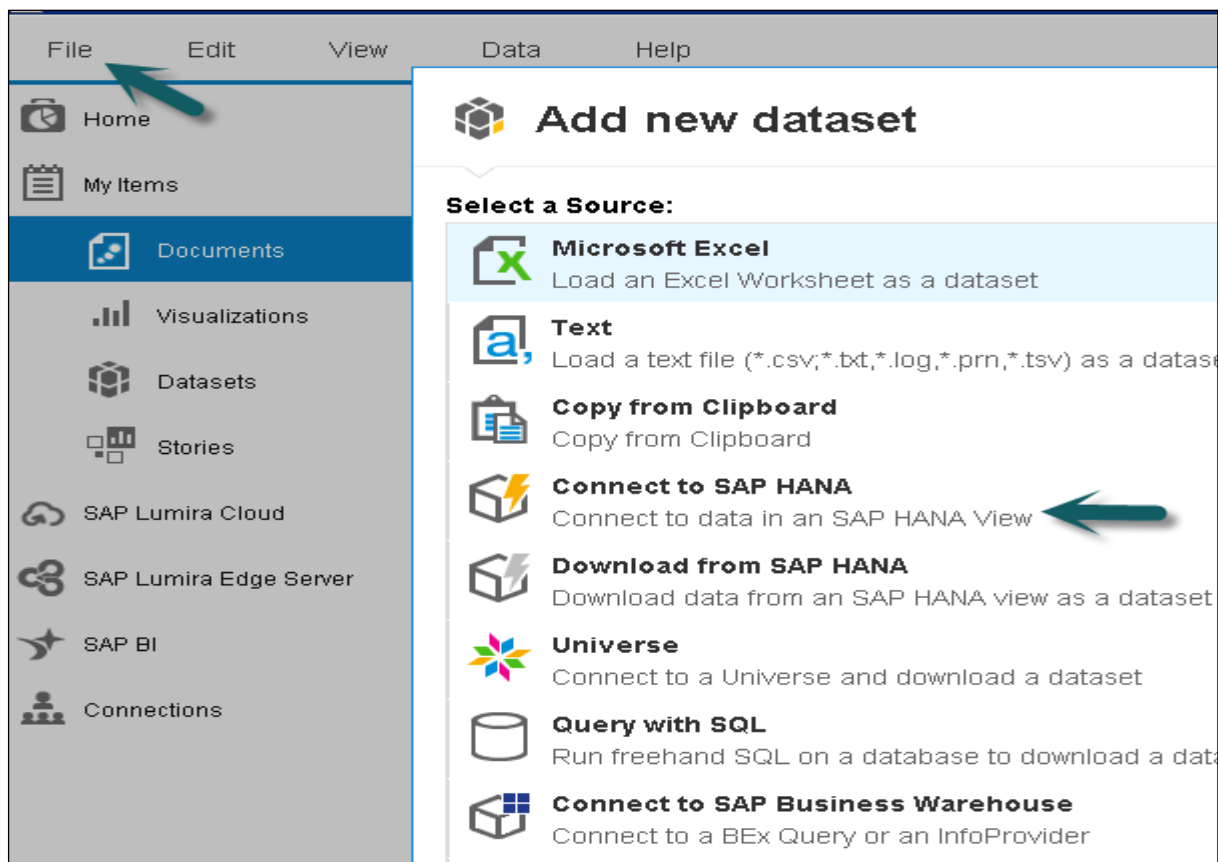 File Edit View Data Help
Home
My Items
Documents
Visualizations
Datasets
Stories
SAP Lumira Cloud
SAP Lumira Edge Server
SAP BI
Connections
Add new dataset
Select a Source:
Microsoft Excel
Load an Excel Worksheet as a dataset
Text
Load a text file (*.csv;*.txt,*.log,*.prn,*.tsv) as a
Copy from Clipboard
Copy from Clipboard
Connect to SAP HANA
Connect to data in an SAP HANA View
Download from SAP HANA
Download data from an SAP HANA view as a dataset
Universe
Connect to a Universe and download a dataset
Query with SQL
Run freehand SQL on a database to download a
Connect to SAP Business Warehouse
Connect to a BEx Query or an InfoProvider